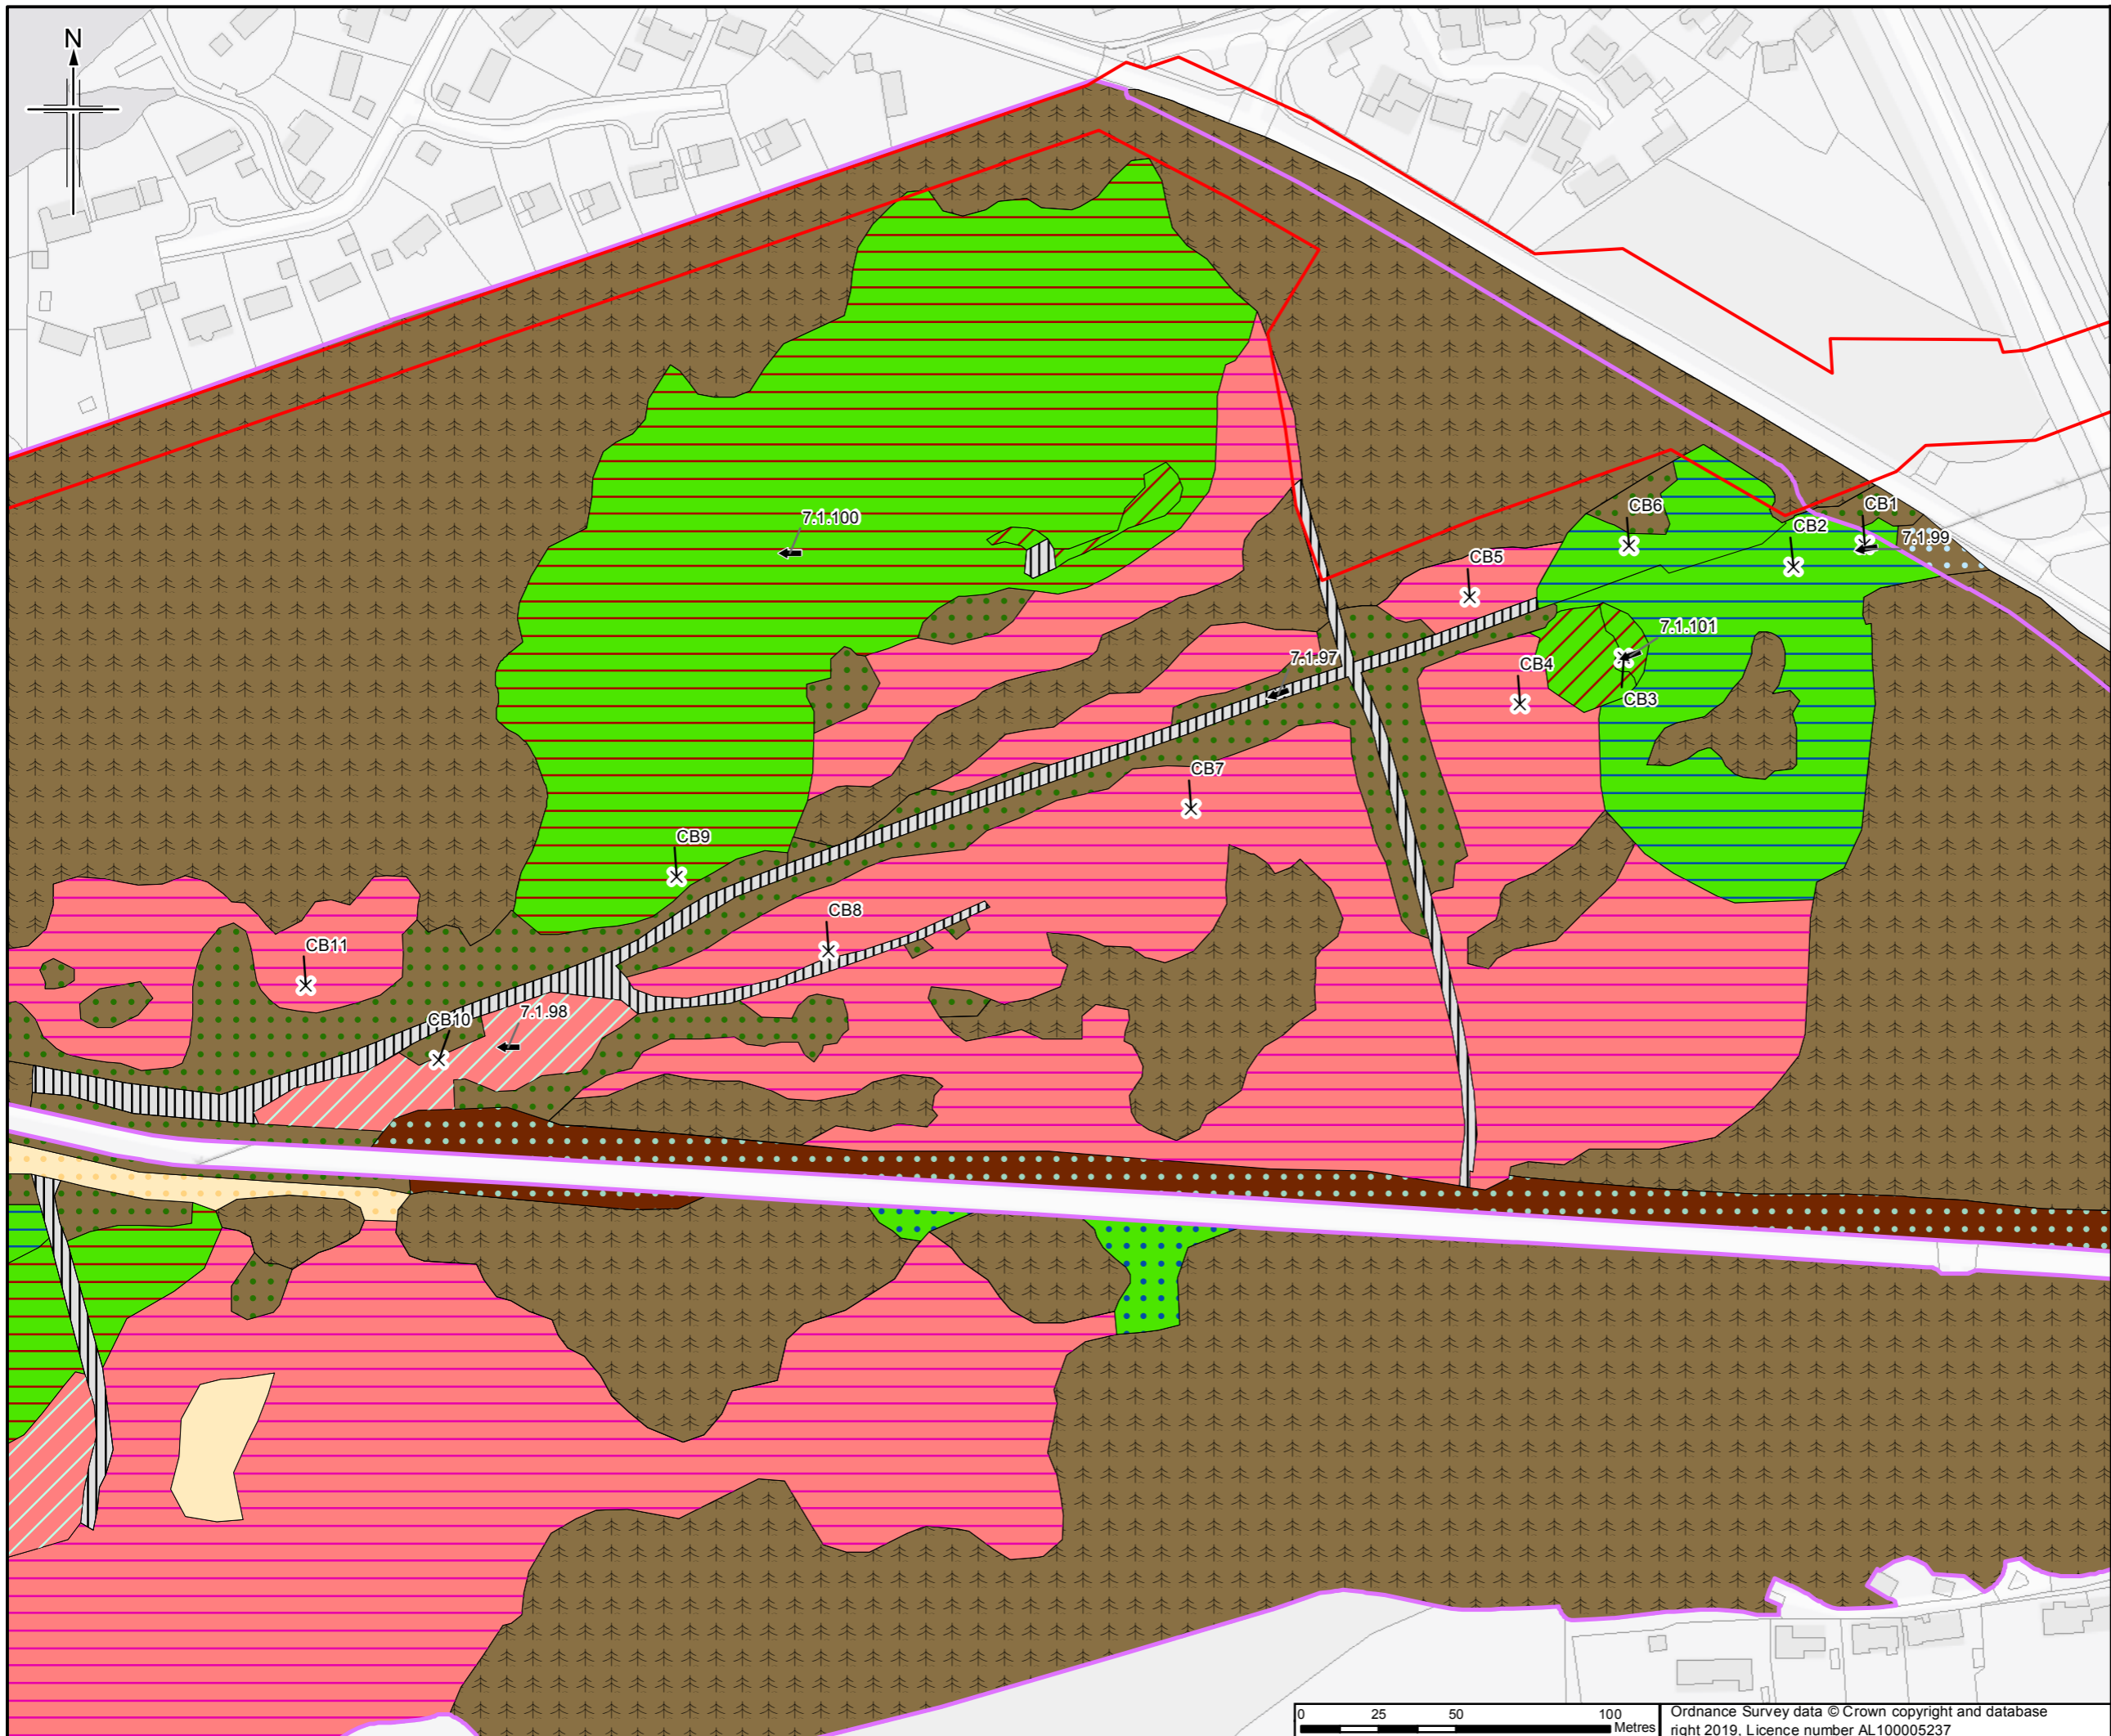 N
7.1.100
CB6
CB1
CB2
7.1.99
CB5
7.1.101
7.1.97
CB4
CB3
CB7
CB9
CB8
CB11
7.1.98
CB10
0 25 50 100
Metres
Ordnance Survey data © Crown copyright and database
right 2019. Licence number AL100005237